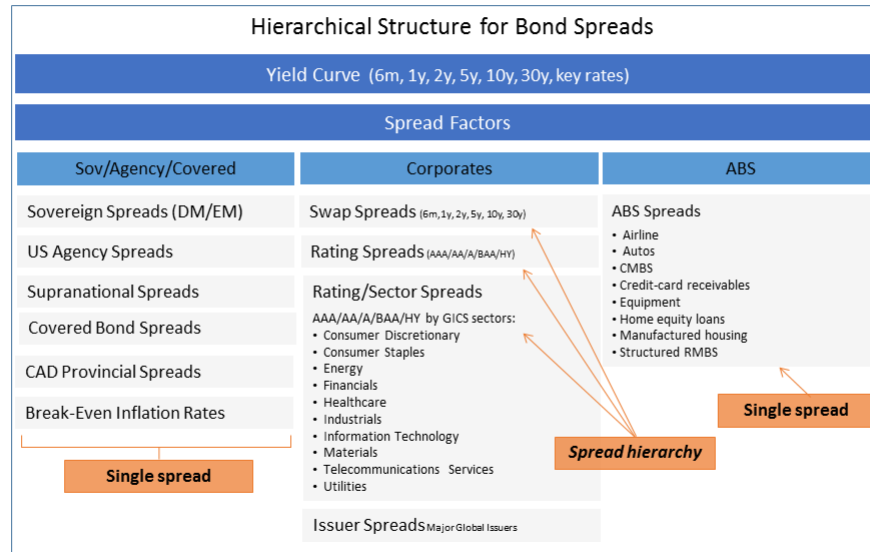 Hierarchical Structure for Bond Spreads
Yield Curve (6m, 1y, 2y, 5y, 10y, 30y, key rates)
Spread Factors
Sov/Agency/Covered
Sovereign Spreads (DM/EM)
US Agency Spreads
Supranational Spreads
Covered Bond Spreads
CAD Provincial Spreads
Break-Even Inflation Rates
Single spread
Corporates
Swap Spreads (6m,1y, 2y, 5y, 10y, 30y)
Rating Spreads (AAA/AA/A/BAA/HY)
Rating/Sector Spreads
AAA/AA/A/BAA/HY by GICS sectors:
• Consumer Discretionary
• Consumer Staples
• Energy
• Financials
• Healthcare
• Industrials
• Information Technology
• Materials
• Telecommunications Services
• Utilities
Issuer Spreads Major Global Issuers
Spread hierarchy
ABS
ABS Spreads
• Airline
• Autos
• CMBS
• Credit-card receivables
• Equipment
• Home equity loans
• Manufactured housing
• Structured RMBS
Single spread